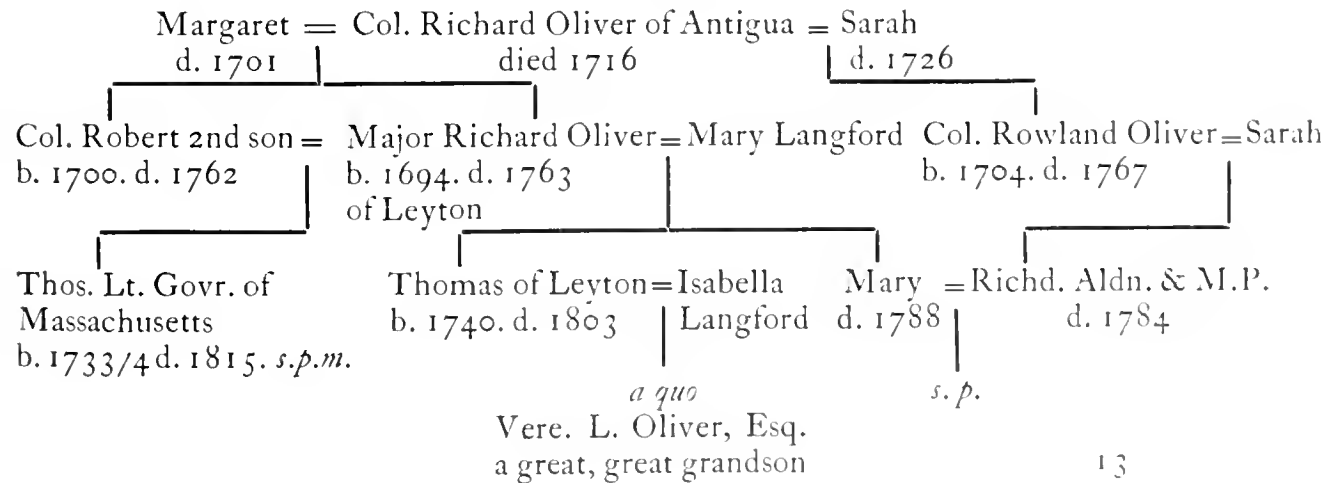 Margaret = Col. Richard Oliver of Antigua = Sarah
d. 1701 died 1716 d. 1726
Col. Robert 2nd son = Major Richard Oliver = Mary Langford Col. Rowland Oliver = Sarah
b. 1700. d. 1762 b. 1694. d. 1763 b. 1704. d. 1767
of Leyton
Thos. Lt. Govr. of Thomas of Leyton = Isabella Mary = Richd. Aldn. & M.P.
Massachusetts b. 1740. d. 1803 Langford d. 1788 d. 1784
b. 1733/4 d. 1815. s.p.m.
a quo s. p.
Vere. L. Oliver, Esq.
a great, great grandson 13